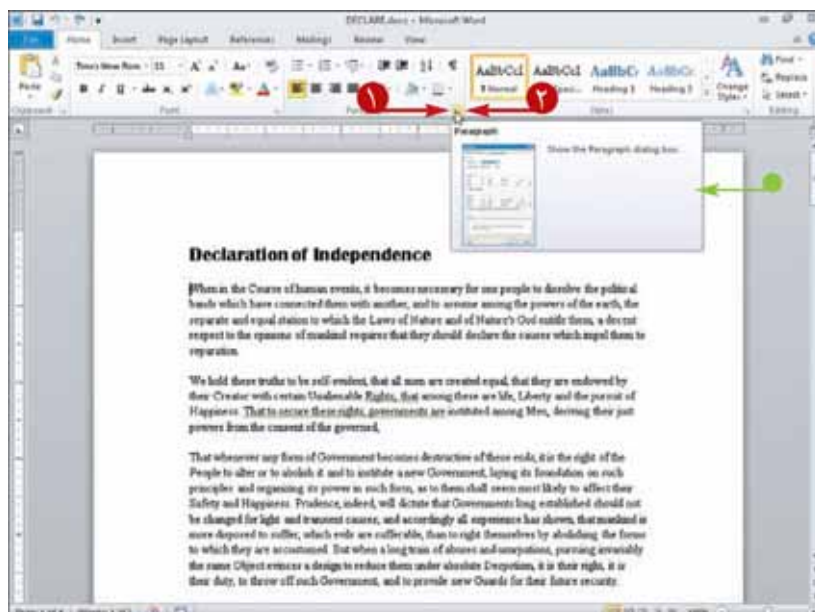 DECLARE.docx - Microsoft Word
File Home Insert Page Layout References Mailings Review View
Times New Roman 11
Paste
AaBbCcI AaBbCcI AaBbC AaBbCc
¶ Normal Heading 1 Heading 2
Change Styles
Find
Replace
Select
Clipboard Font Editing
۱ ۲
Paragraph
Show the Paragraph dialog box.
Declaration of Independence
When in the Course of human events, it becomes necessary for one people to dissolve the political
bands which have connected them with another, and to assume among the powers of the earth, the
separate and equal station to which the Laws of Nature and of Nature's God entitle them, a decent
respect to the opinions of mankind requires that they should declare the causes which impel them to
separation.
We hold these truths to be self-evident, that all men are created equal, that they are endowed by
their Creator with certain Unalienable Rights, that among these are life, Liberty and the pursuit of
Happiness. That to secure these rights, governments are instituted among Men, deriving their just
powers from the consent of the governed,
That whenever any form of Government becomes destructive of these ends, it is the right of the
People to alter or to abolish it and to institute a new Government, laying its foundation on such
principles and organizing its power in such form, as to them shall seem most likely to affect their
Safety and Happiness. Prudence, indeed, will dictate that Governments long established should not
be changed for light and transient causes, and accordingly all experience has shown, that mankind is
more disposed to suffer, which evils are sufferable, than to right themselves by abolishing the forms
to which they are accustomed. But when a long train of abuses and usurpations, pursuing invariably
the same Object evinces a design to reduce them under absolute Despotism, it is their right, it is
their duty, to throw off such Government, and to provide new Guards for their future security.